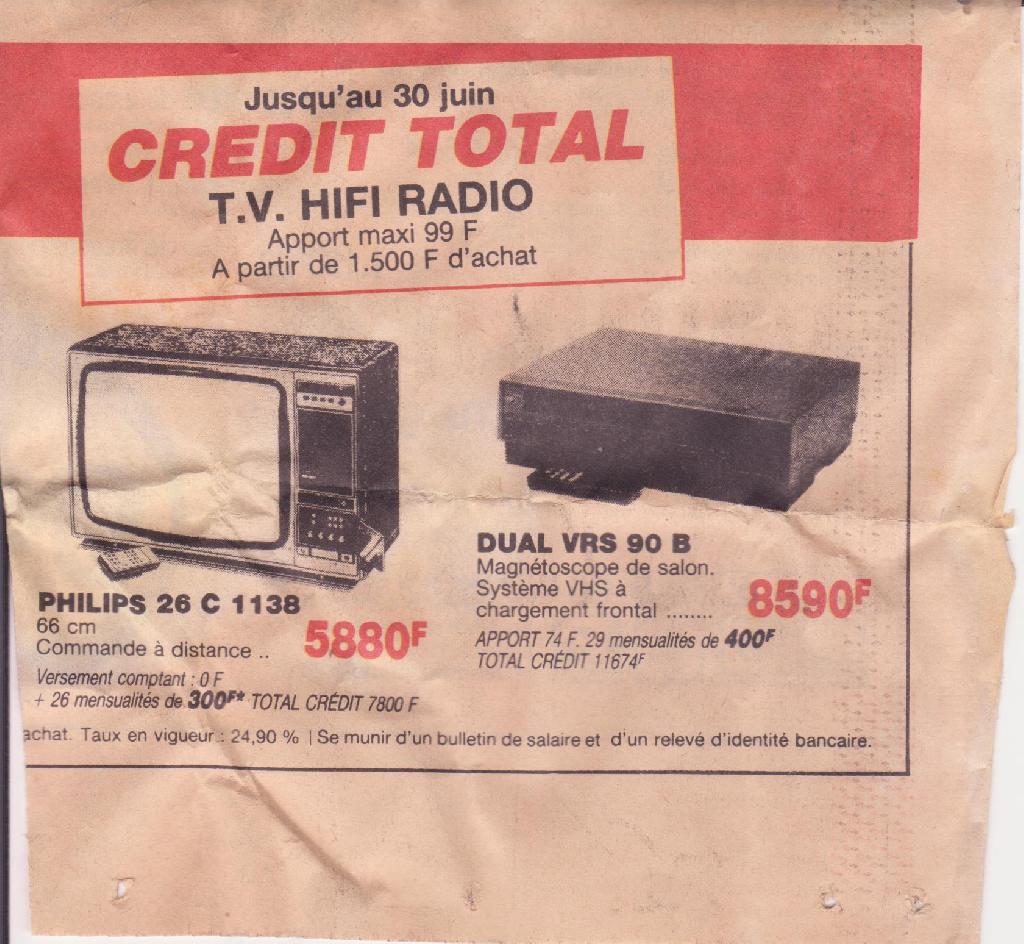 Jusqu'au 30 juin
CREDIT TOTAL
T.V. HIFI RADIO
Apport maxi 99 F
A partir de 1.500 F d'achat
PHILIPS 26 C 1138
66 cm
Commande à distance .. 5880F
Versement comptant : 0 F
+ 26 mensualités de 300F* TOTAL CRÉDIT 7800 F
DUAL VRS 90 B
Magnétoscope de salon.
Système VHS à
chargement frontal ........ 8590F
APPORT 74 F. 29 mensualités de 400F
TOTAL CRÉDIT 11674F
achat. Taux en vigueur : 24,90 % | Se munir d'un bulletin de salaire et d'un relevé d'identité bancaire.